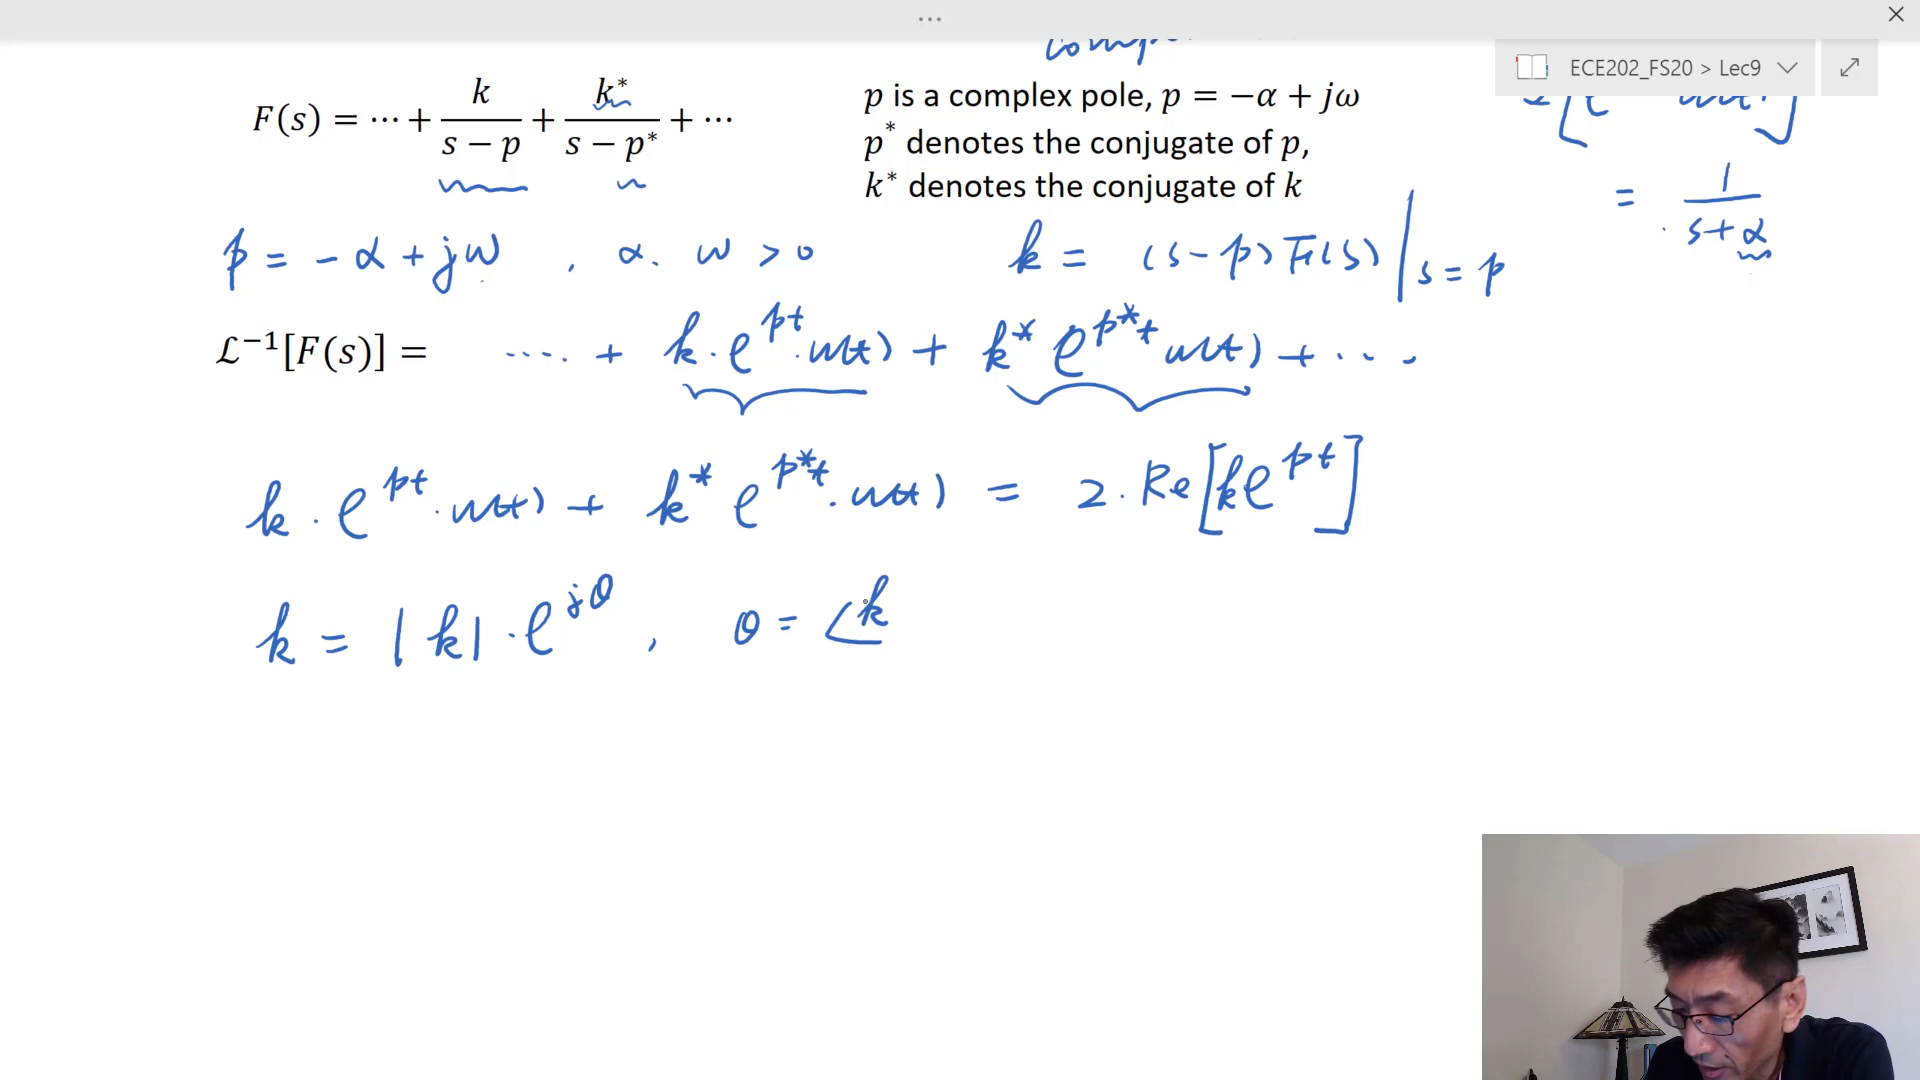 ECE202_FS20 > Lec9
F(s) = ⋯ + k/(s − p) + k*/(s − p*) + ⋯
p is a complex pole, p = −α + jω
p* denotes the conjugate of p,
k* denotes the conjugate of k
= 1/(s+α)
p = −α + jω , α. ω > 0
k = (s−p) F(s) | s = p
ℒ⁻¹[F(s)] = .... + k·e^{pt}·u(t) + k* e^{p*t} u(t) + ...
k·e^{pt}·u(t) + k* e^{p*t}·u(t) = 2·Re[k e^{pt}]
k = |k|·e^{jθ} , θ = ∠k